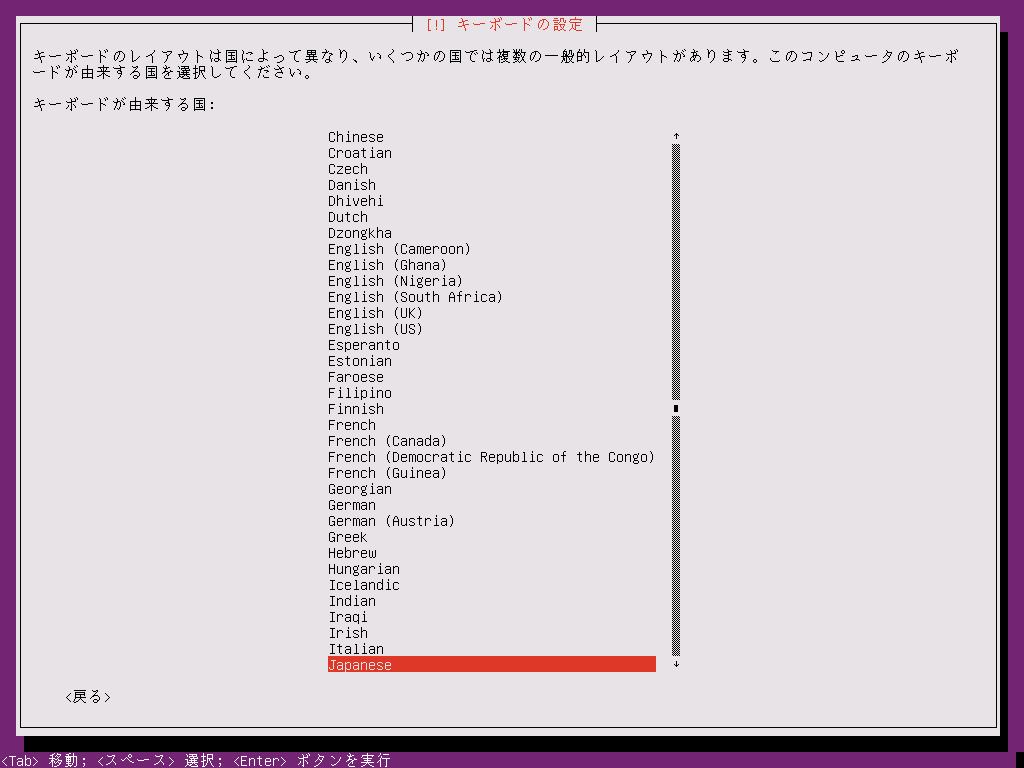 [!] キーボードの設定
キーボードのレイアウトは国によって異なり、いくつかの国では複数の一般的レイアウトがあります。このコンピュータのキーボ
ードが由来する国を選択してください。
キーボードが由来する国:
Chinese
Croatian
Czech
Danish
Dhivehi
Dutch
Dzongkha
English (Cameroon)
English (Ghana)
English (Nigeria)
English (South Africa)
English (UK)
English (US)
Esperanto
Estonian
Faroese
Filipino
Finnish
French
French (Canada)
French (Democratic Republic of the Congo)
French (Guinea)
Georgian
German
German (Austria)
Greek
Hebrew
Hungarian
Icelandic
Indian
Iraqi
Irish
Italian
Japanese
<戻る>
<Tab> 移動; <スペース> 選択; <Enter> ボタンを実行